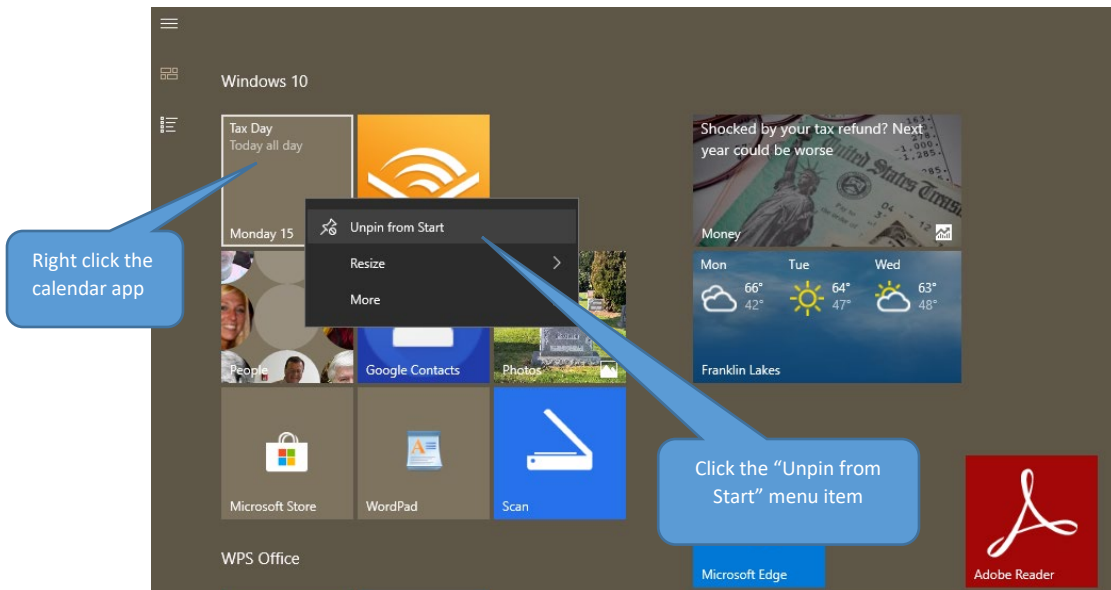 Windows 10
Tax Day
Today all day
Monday 15
Right click the
calendar app
Unpin from Start
Resize
More
People
Google Contacts
Photos
Microsoft Store
WordPad
Scan
WPS Office
Shocked by your tax refund? Next
year could be worse
United States Treasury
Money
Mon Tue Wed
66° 64° 63°
42° 47° 48°
Franklin Lakes
Click the “Unpin from
Start” menu item
Microsoft Edge
Adobe Reader